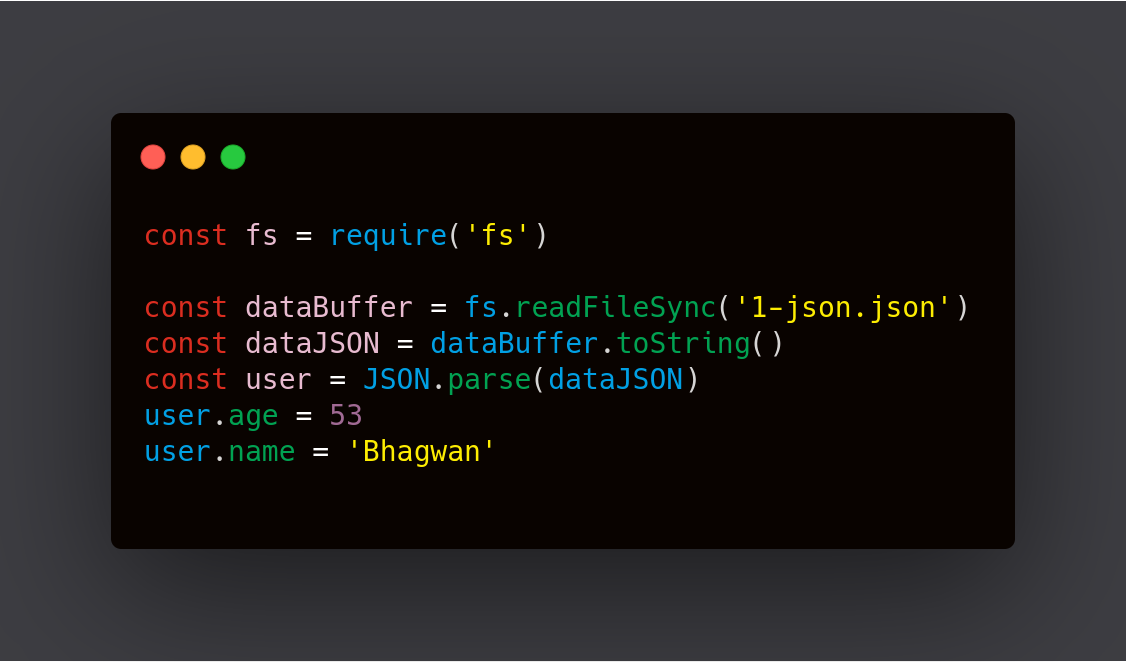 const fs = require('fs')
const dataBuffer = fs.readFileSync('1-json.json')
const dataJSON = dataBuffer.toString()
const user = JSON.parse(dataJSON)
user.age = 53
user.name = 'Bhagwan'